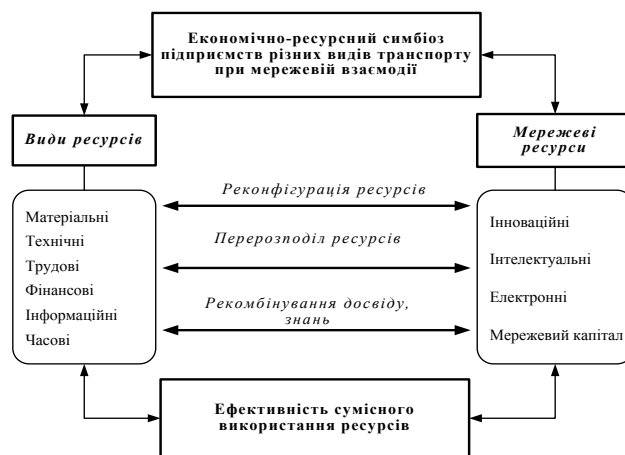 Економічно-ресурсний симбіоз
підприємств різних видів транспорту
при мережевій взаємодії
Види ресурсів
Мережеві
ресурси
Матеріальні
Технічні
Трудові
Фінансові
Інформаційні
Часові
Реконфігурація ресурсів
Перерозподіл ресурсів
Рекомбінування досвіду,
знань
Інноваційні
Інтелектуальні
Електронні
Мережевий капітал
Ефективність сумісного
використання ресурсів